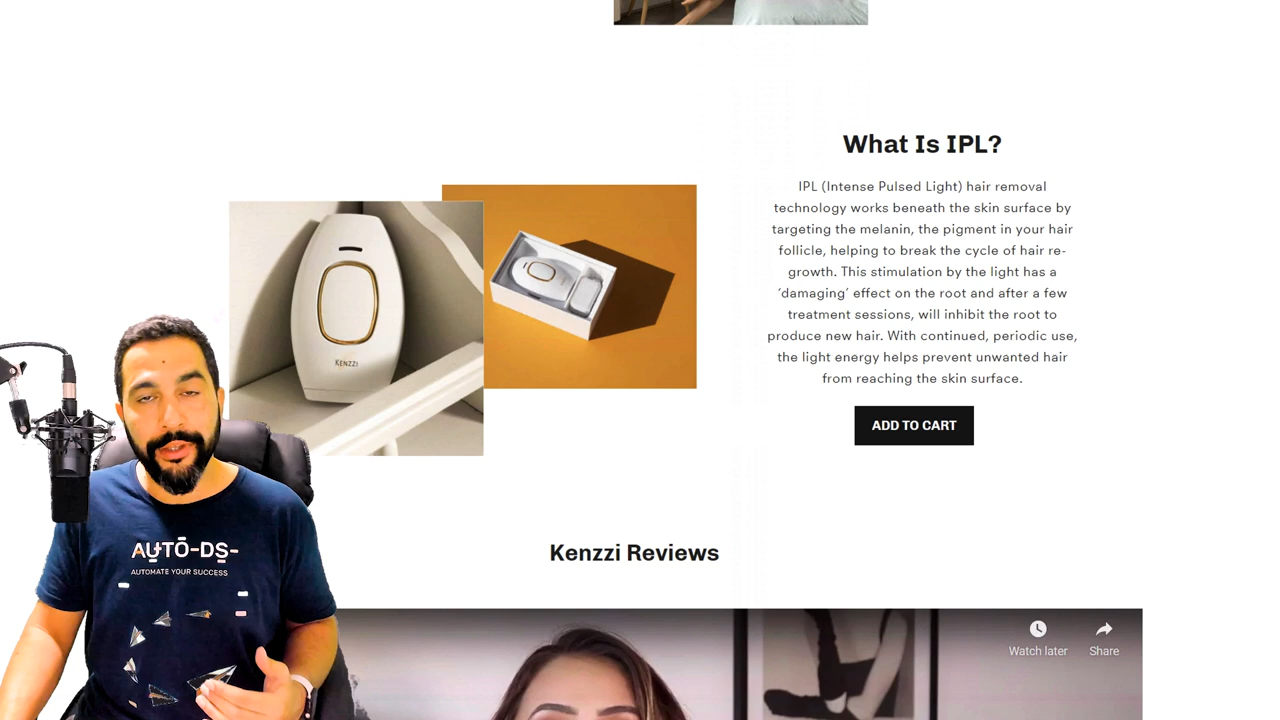 What Is IPL?
IPL (Intense Pulsed Light) hair removal
technology works beneath the skin surface by
targeting the melanin, the pigment in your hair
follicle, helping to break the cycle of hair re-
growth. This stimulation by the light has a
‘damaging’ effect on the root and after a few
treatment sessions, will inhibit the root to
produce new hair. With continued, periodic use,
the light energy helps prevent unwanted hair
from reaching the skin surface.
ADD TO CART
KENZZI
AUTO-DS-
AUTOMATE YOUR SUCCESS
Kenzzi Reviews
Watch later
Share